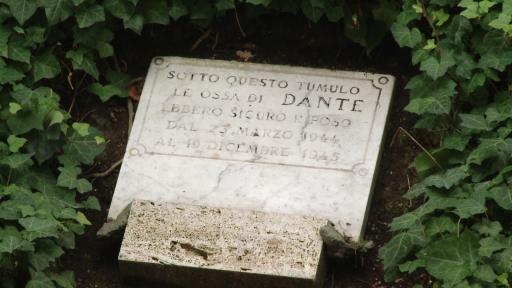 SOTTO QUESTO TUMULO
LE OSSA DI DANTE
EBBERO SICURO RIPOSO
DAL 23 MARZO 1944
AL 19 DICEMBRE 1945